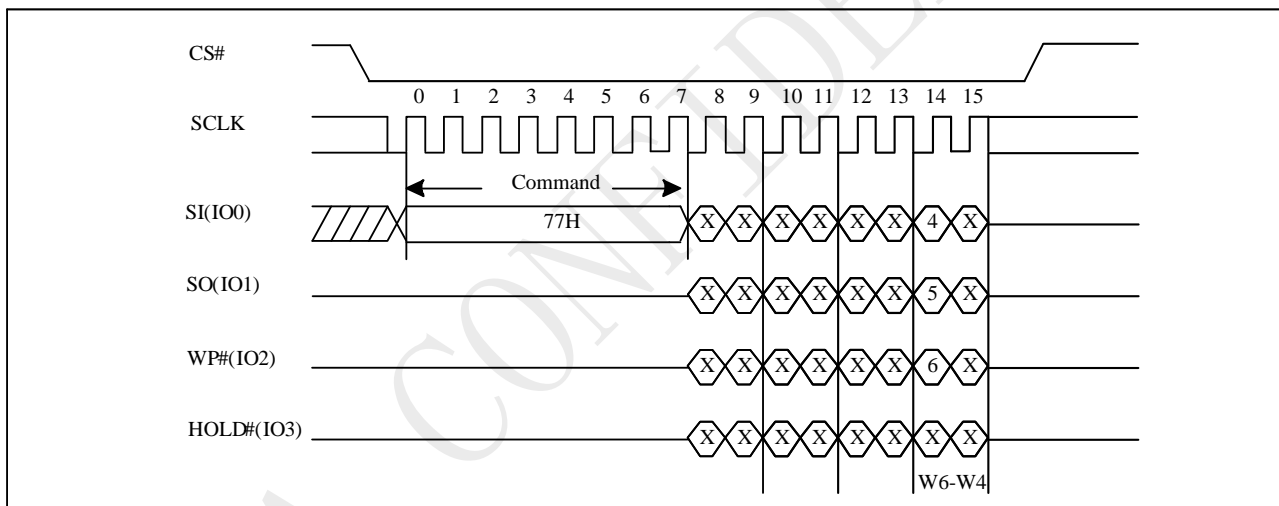 CS#
0 1 2 3 4 5 6 7 8 9 10 11 12 13 14 15
SCLK
Command
SI(IO0) 77H X X X X X X 4 X
SO(IO1) X X X X X X 5 X
WP#(IO2) X X X X X X 6 X
HOLD#(IO3) X X X X X X X X
W6-W4
CONFIDE